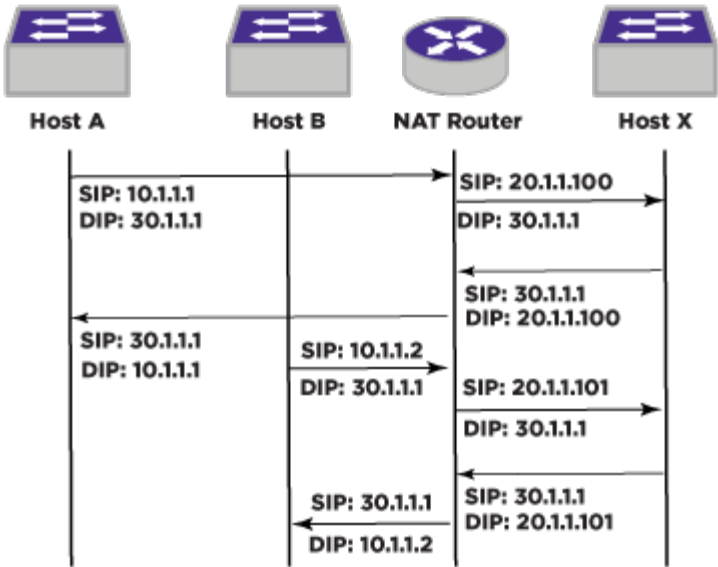 Host A
Host B
NAT Router
Host X
SIP: 10.1.1.1
DIP: 30.1.1.1
SIP: 20.1.1.100
DIP: 30.1.1.1
SIP: 30.1.1.1
DIP: 20.1.1.100
SIP: 30.1.1.1
DIP: 10.1.1.1
SIP: 10.1.1.2
DIP: 30.1.1.1
SIP: 20.1.1.101
DIP: 30.1.1.1
SIP: 30.1.1.1
DIP: 20.1.1.101
SIP: 30.1.1.1
DIP: 10.1.1.2